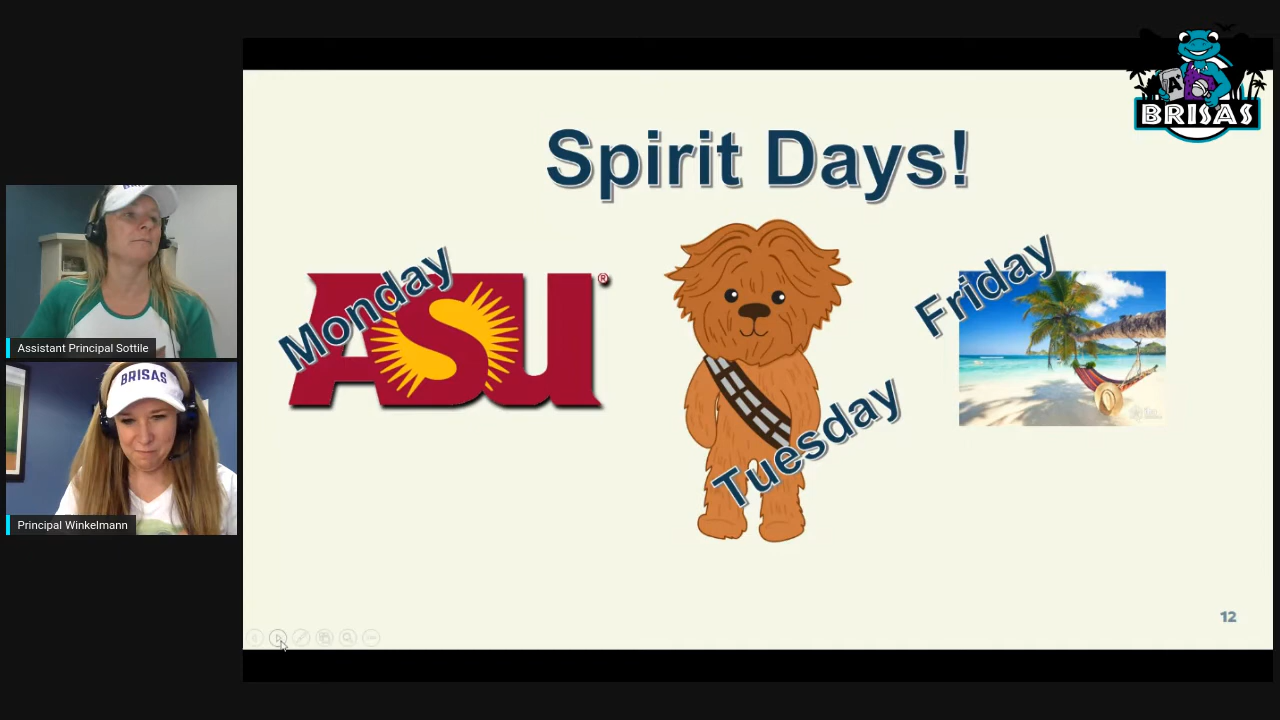 BRISAS
Spirit Days!
Monday
ASU
®
Tuesday
Friday
Assistant Principal Sottile
BRISAS
Principal Winkelmann
12